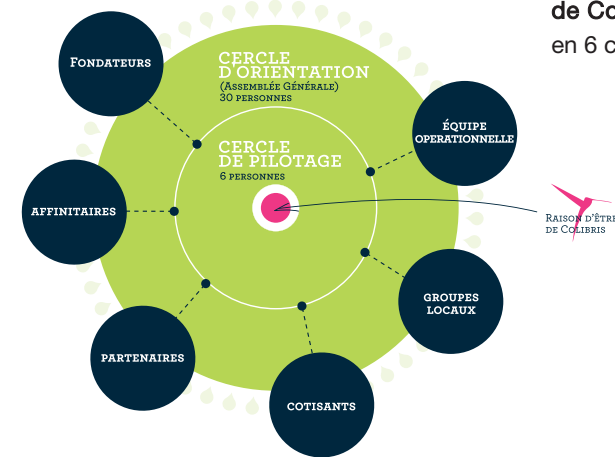 de Co
en 6 c
FONDATEURS
CERCLE
D'ORIENTATION
(ASSEMBLÉE GÉNÉRALE)
30 PERSONNES
ÉQUIPE
OPERATIONNELLE
CERCLE
DE PILOTAGE
6 PERSONNES
AFFINITAIRES
RAISON D'ÊTRE
DE COLIBRIS
GROUPES
LOCAUX
PARTENAIRES
COTISANTS